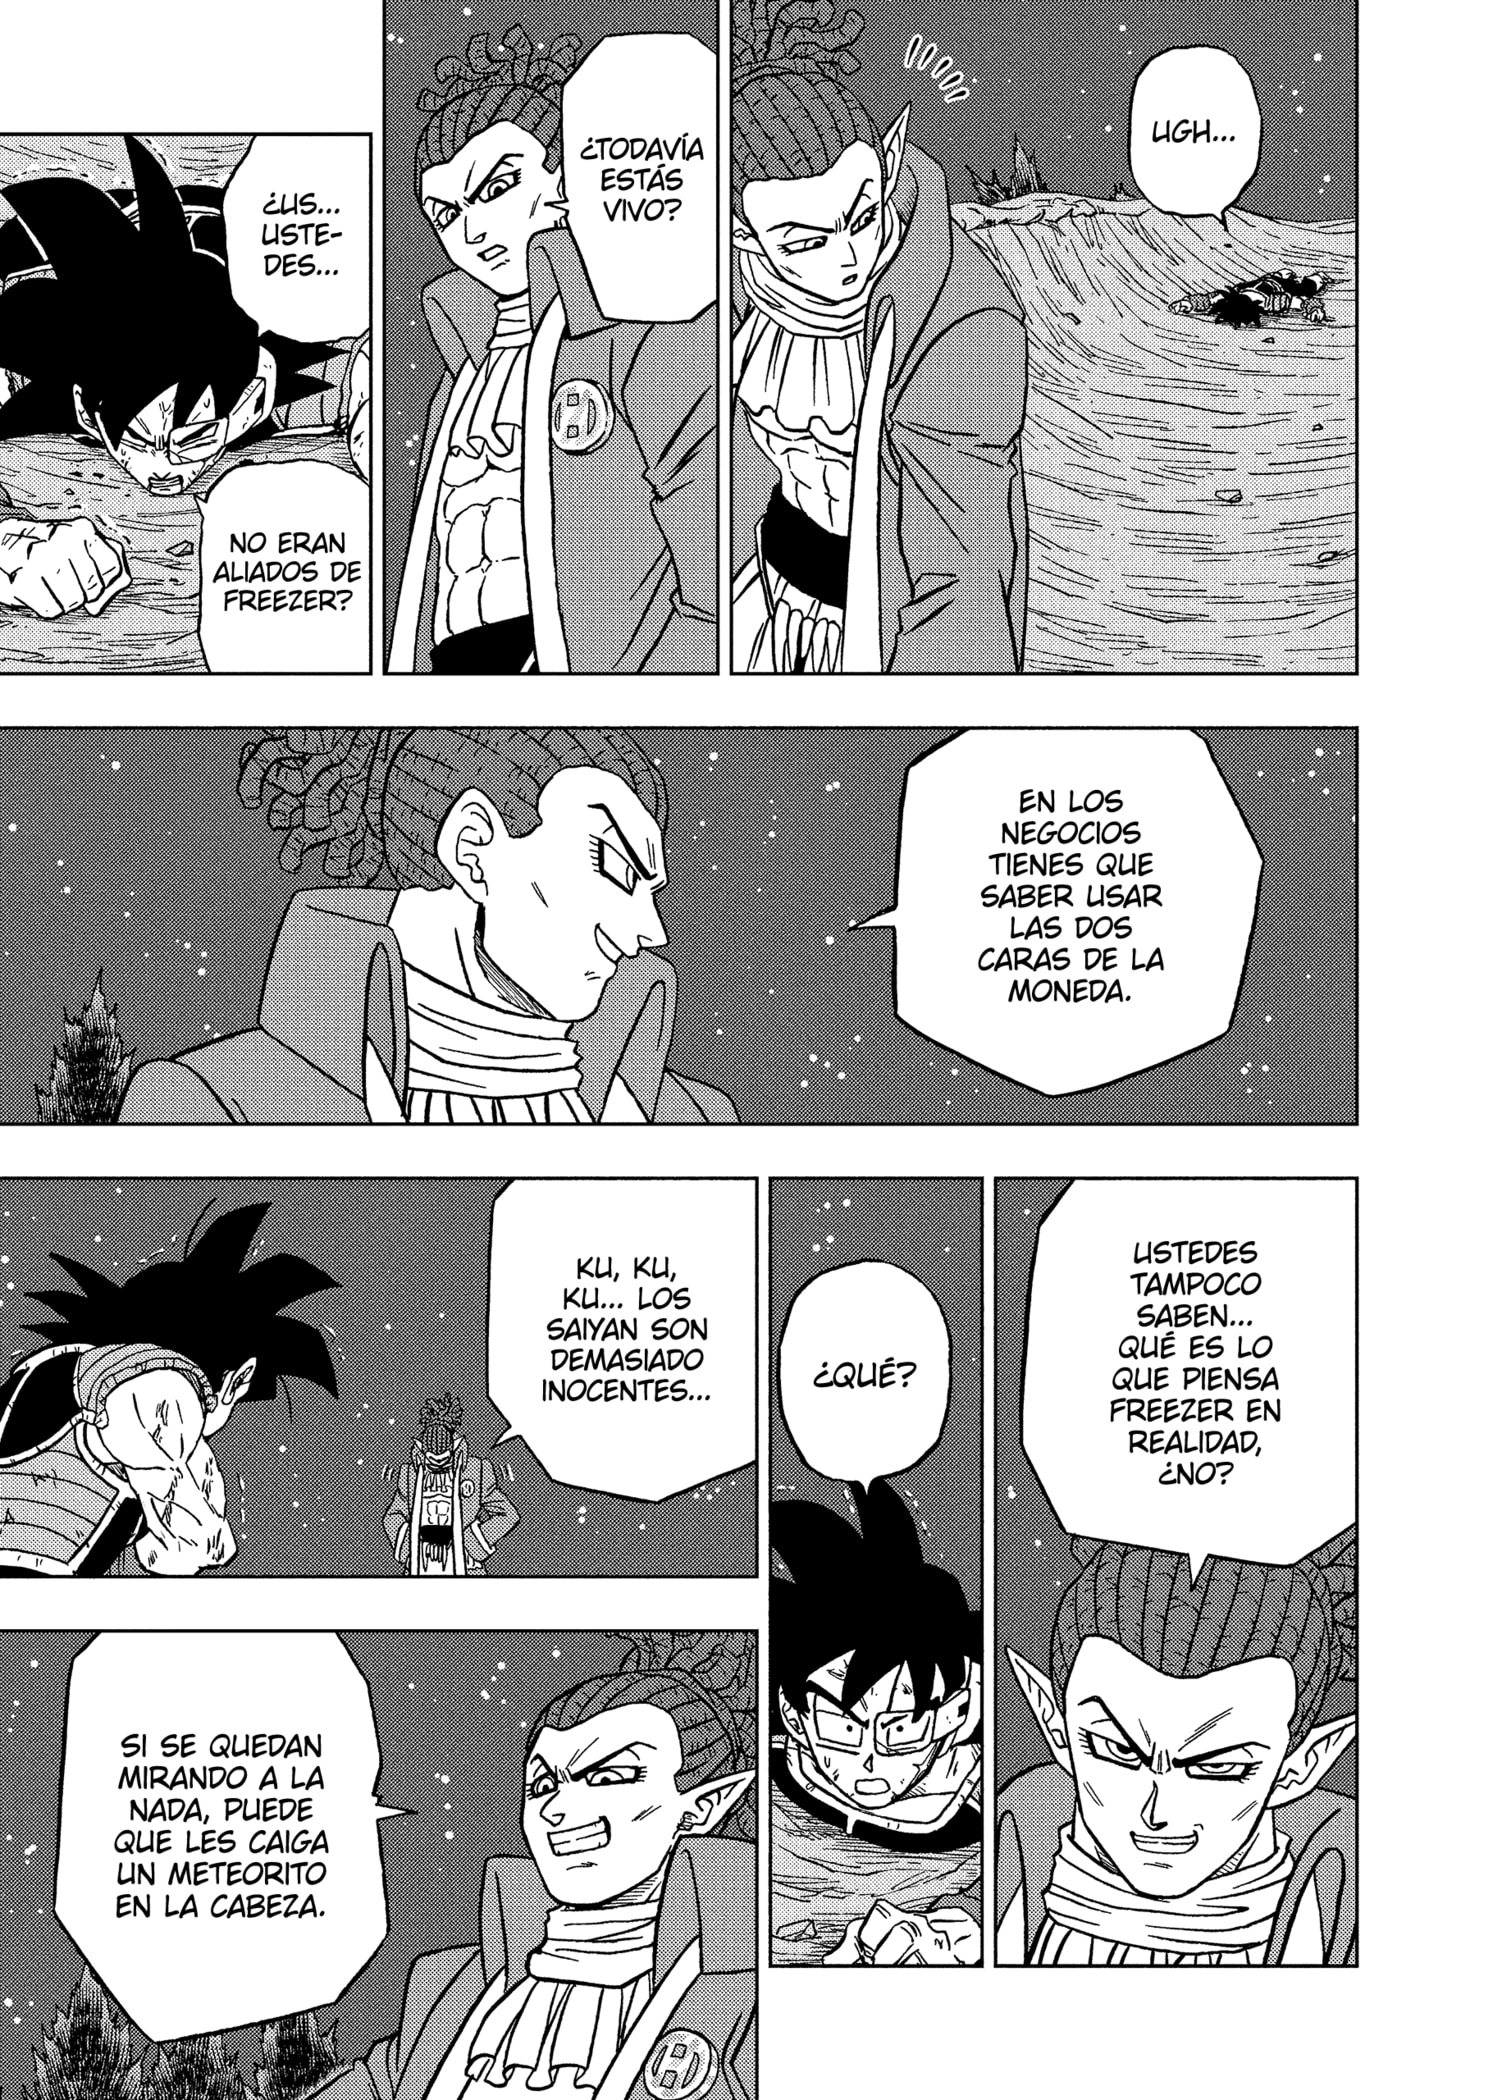 UGH...
¿TODAVÍA
ESTÁS
VIVO?
¿US...
USTE-
DES...
NO ERAN
ALIADOS DE
FREEZER?
EN LOS
NEGOCIOS
TIENES QUE
SABER USAR
LAS DOS
CARAS DE LA
MONEDA.
USTEDES
TAMPOCO
SABEN...
QUÉ ES LO
QUE PIENSA
FREEZER EN
REALIDAD,
¿NO?
¿QUÉ?
KU, KU,
KU... LOS
SAIYAN SON
DEMASIADO
INOCENTES...
SI SE QUEDAN
MIRANDO A LA
NADA, PUEDE
QUE LES CAIGA
UN METEORITO
EN LA CABEZA.